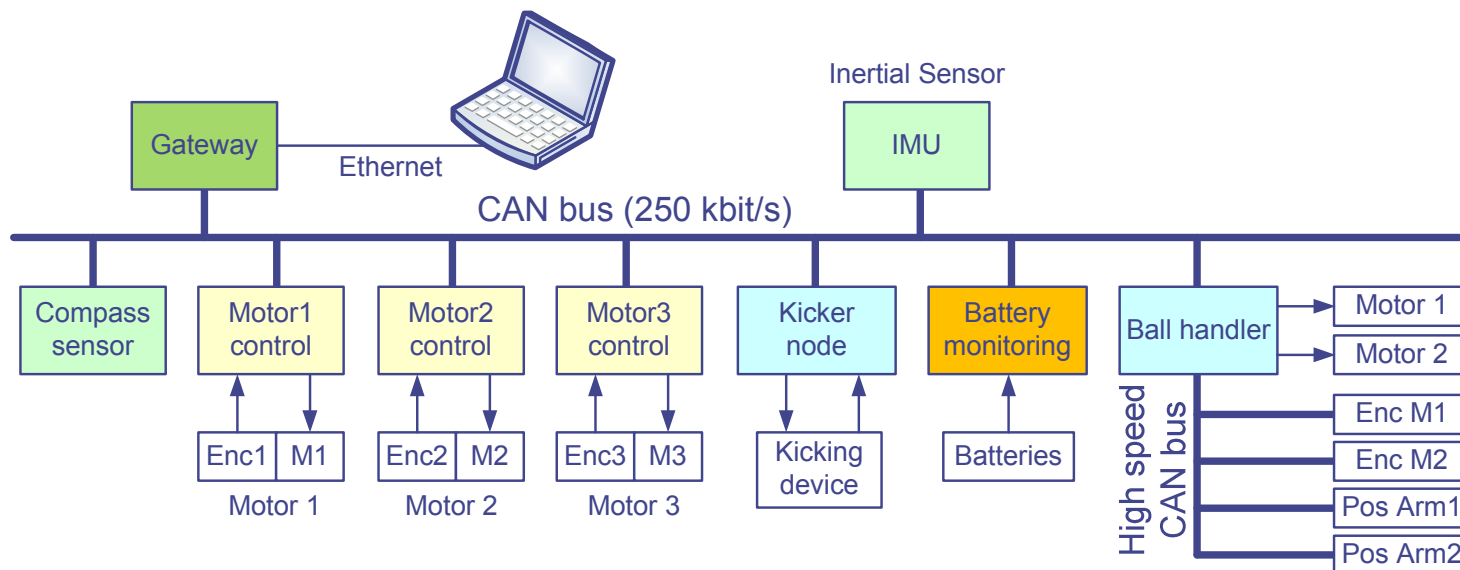 Inertial Sensor
Gateway
Ethernet
IMU
CAN bus (250 kbit/s)
Compass
sensor
Motor1
control
Motor2
control
Motor3
control
Kicker
node
Battery
monitoring
Ball handler
Motor 1
Motor 2
Enc1
M1
Motor 1
Enc2
M2
Motor 2
Enc3
M3
Motor 3
Kicking
device
Batteries
High speed
CAN bus
Enc M1
Enc M2
Pos Arm1
Pos Arm2